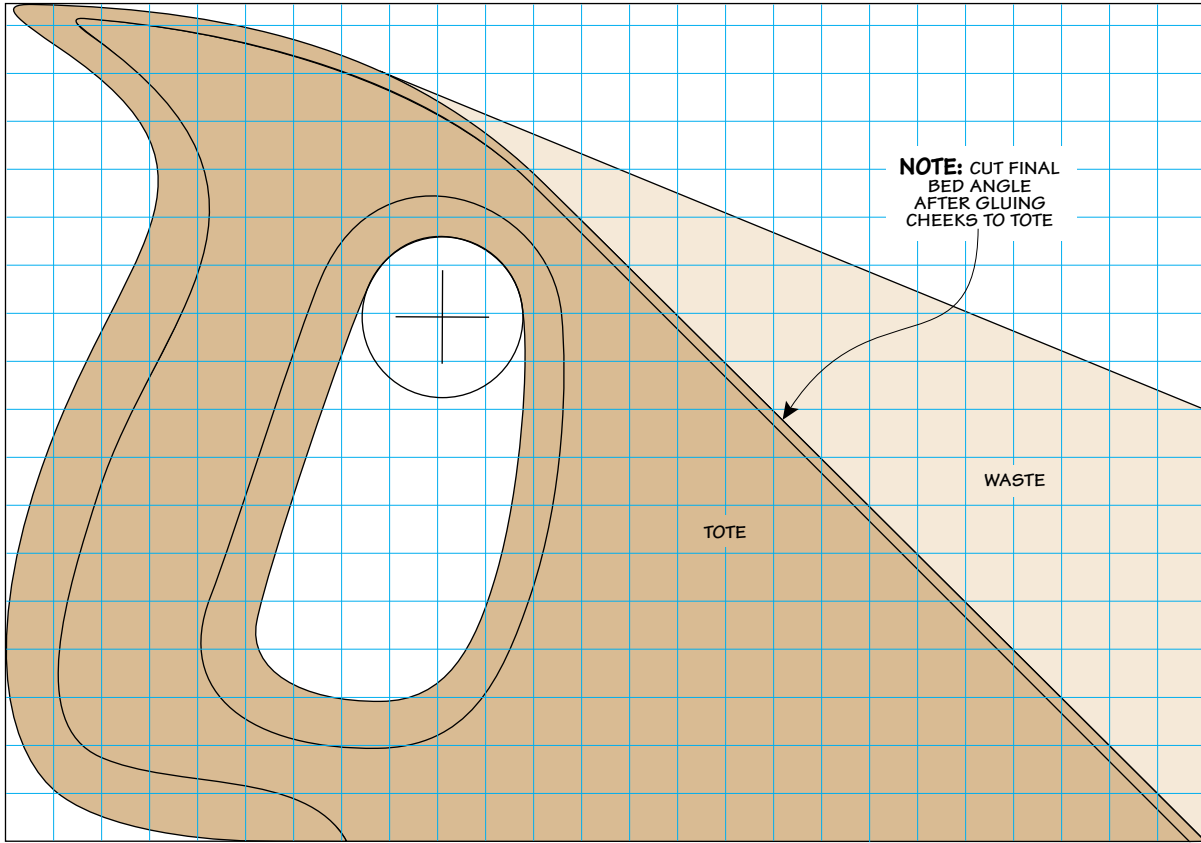 NOTE: CUT FINAL
BED ANGLE
AFTER GLUING
CHEEKS TO TOTE
WASTE
TOTE